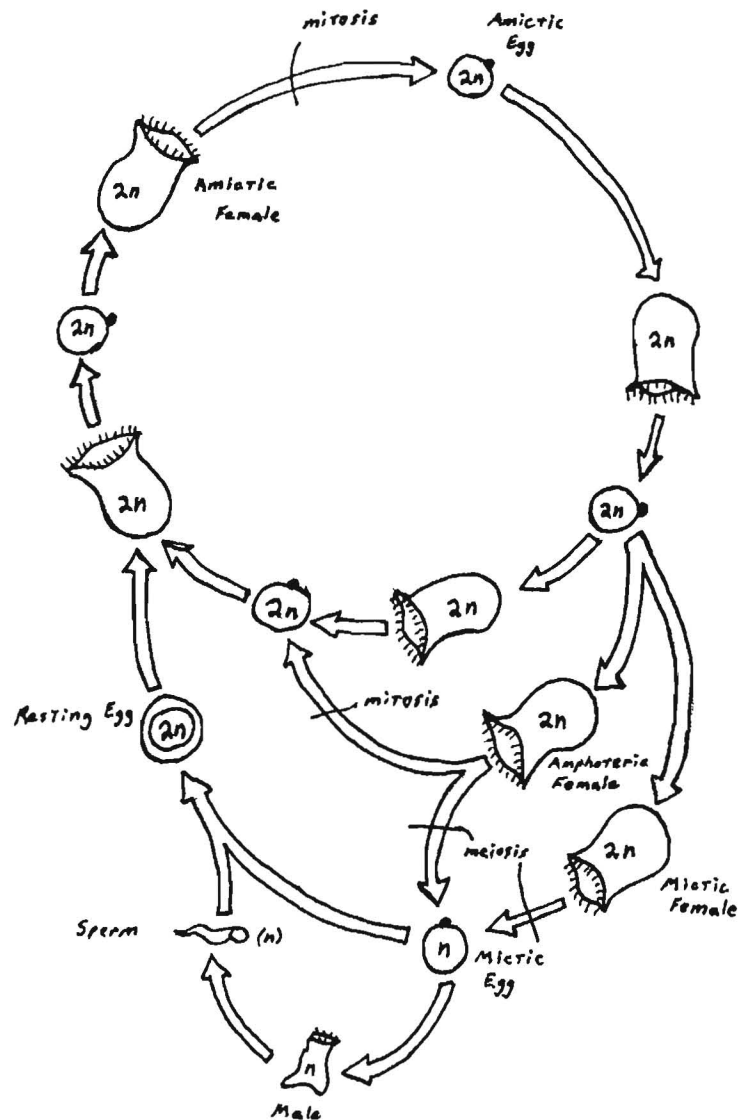 mitosis
Amictic
Egg
2n
2n
Amictic
Female
2n
2n
2n
2n
2n
2n
mitosis
2n
Amphoteric
Female
Resting Egg
2n
meiosis
2n
Mictic
Female
Sperm
(n)
n
Mictic
Egg
n
Male